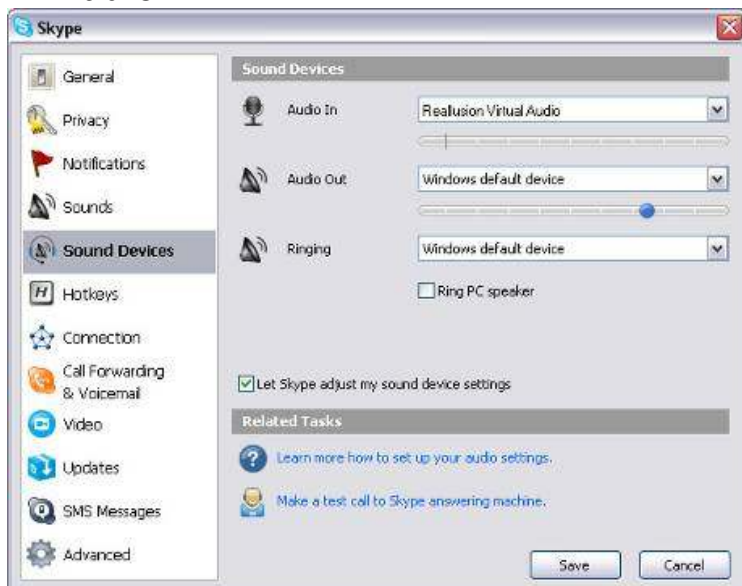 Skype
General
Privacy
Notifications
Sounds
Sound Devices
Hotkeys
Connection
Call Forwarding
& Voicemail
Video
Updates
SMS Messages
Advanced
Sound Devices
Audio In
Reallusion Virtual Audio
Audio Out
Windows default device
Ringing
Windows default device
Ring PC speaker
Let Skype adjust my sound device settings
Related Tasks
Learn more how to set up your audio settings.
Make a test call to Skype answering machine.
Save
Cancel